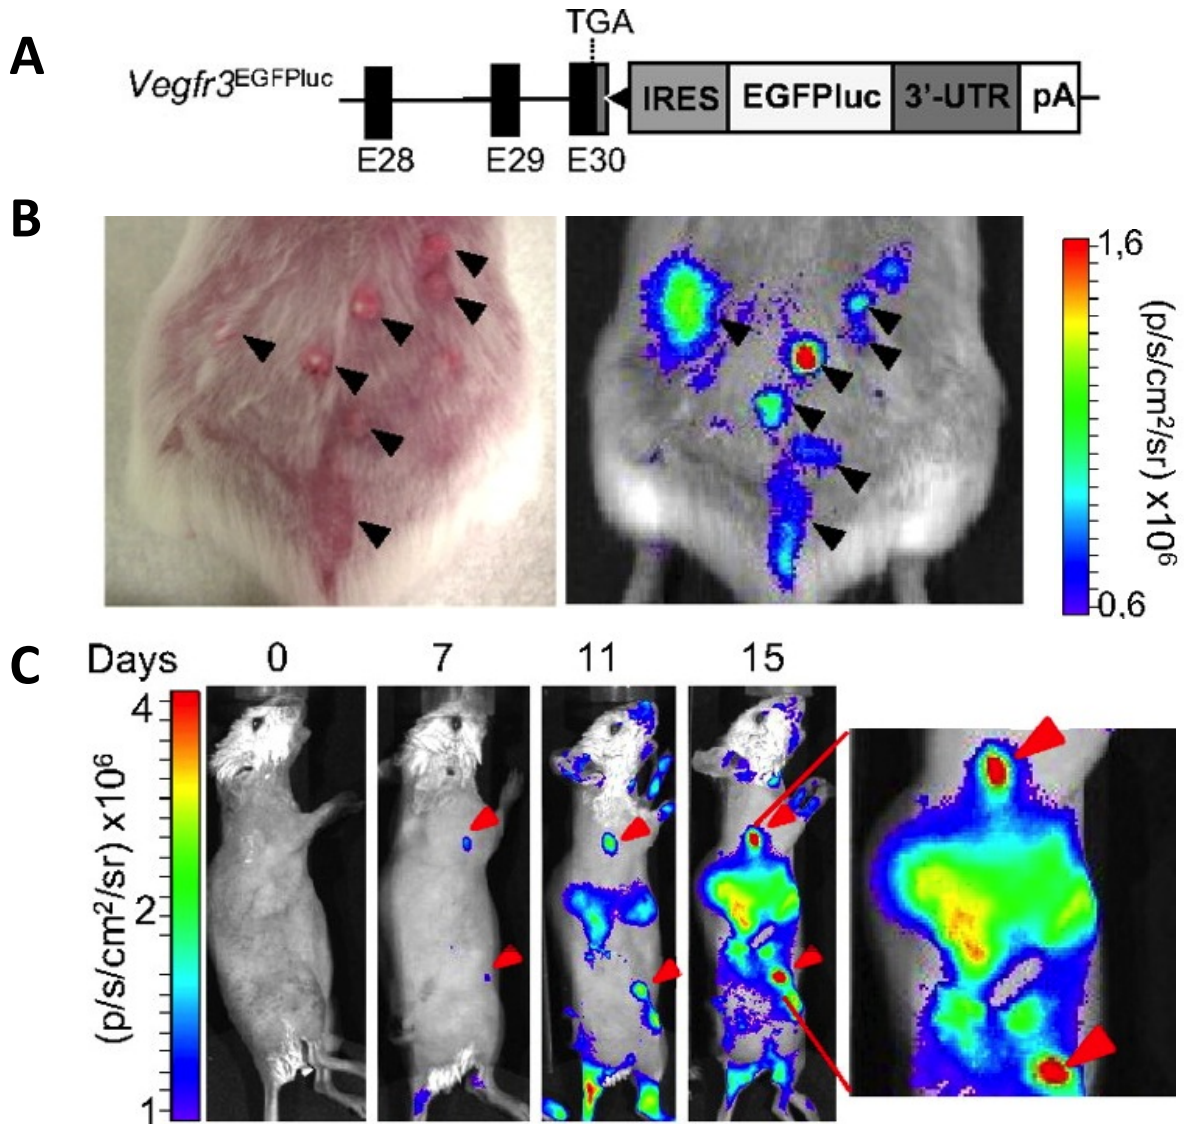 A
TGA
Vegfr3EGFPluc
IRES EGFPluc 3’-UTR pA
E28 E29 E30
B
1,6
(p/s/cm²/sr) x10⁶
0,6
C
Days 0 7 11 15
4
(p/s/cm²/sr) x10⁶
2
1